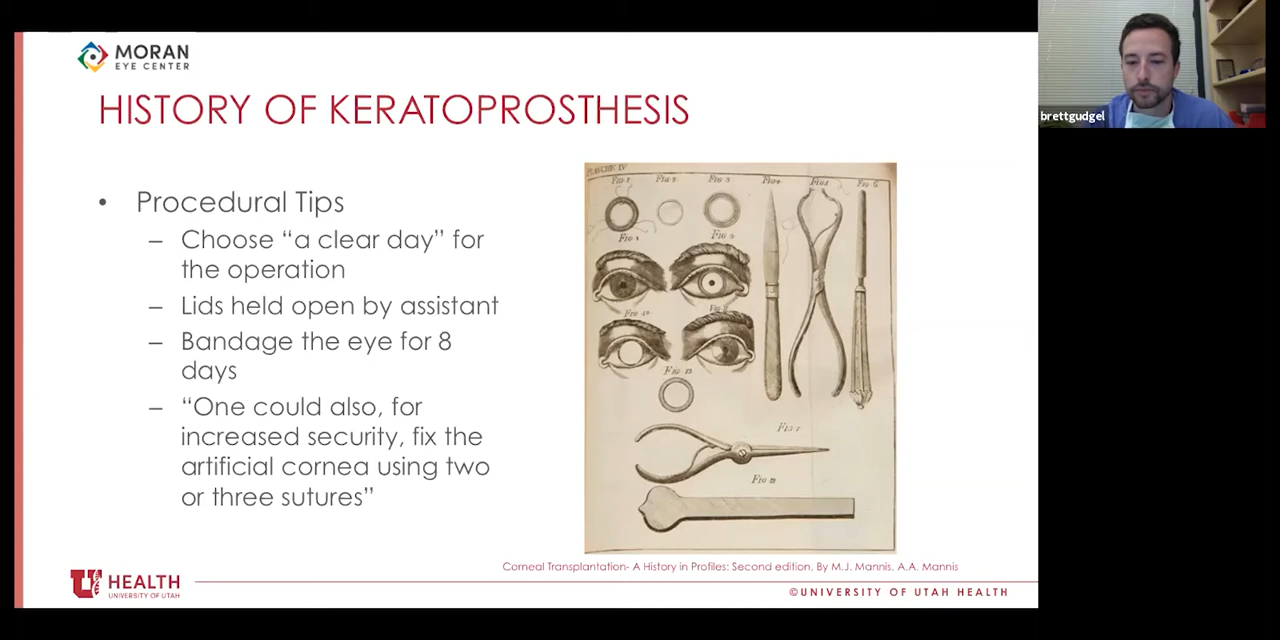 MORAN
EYE CENTER
HISTORY OF KERATOPROSTHESIS
• Procedural Tips
– Choose “a clear day” for
the operation
– Lids held open by assistant
– Bandage the eye for 8
days
– “One could also, for
increased security, fix the
artificial cornea using two
or three sutures”
Corneal Transplantation- A History in Profiles: Second edition, By M.J. Mannis, A.A. Mannis
U HEALTH
UNIVERSITY OF UTAH
©UNIVERSITY OF UTAH HEALTH
brettgudgel